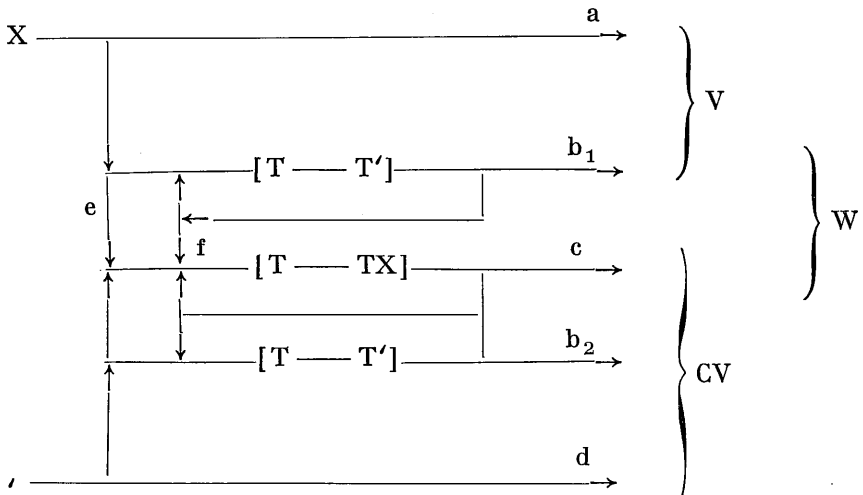 a
X
V
b₁
[T — T′]
W
e
f
c
[T — TX]
b₂
[T — T′]
CV
d